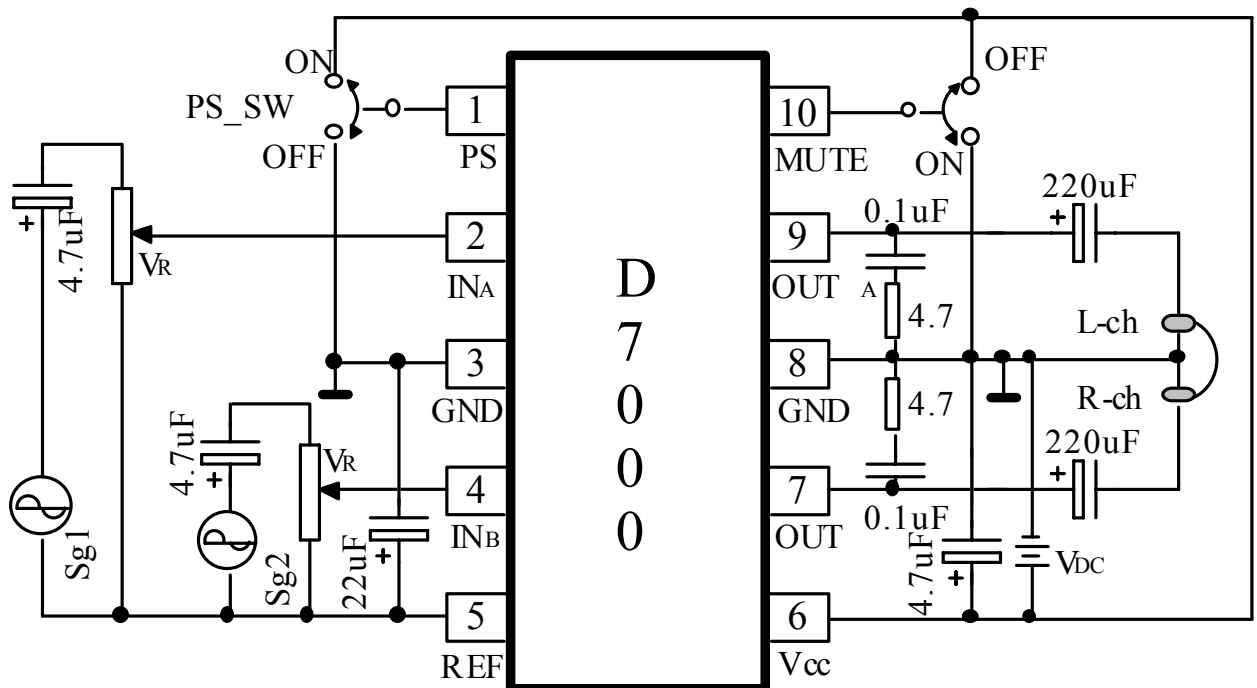 ON
PS_SW
OFF
1
PS
4.7uF
VR
2
INA
3
GND
4.7uF
VR
4
INB
Sg1
Sg2
22uF
5
REF
D
7
0
0
0
OFF
10
MUTE
ON
0.1uF
220uF
9
OUT
A
4.7
L-ch
8
GND
4.7
R-ch
220uF
7
OUT
0.1uF
4.7uF
VDC
6
Vcc
+
+
+
+
+
+